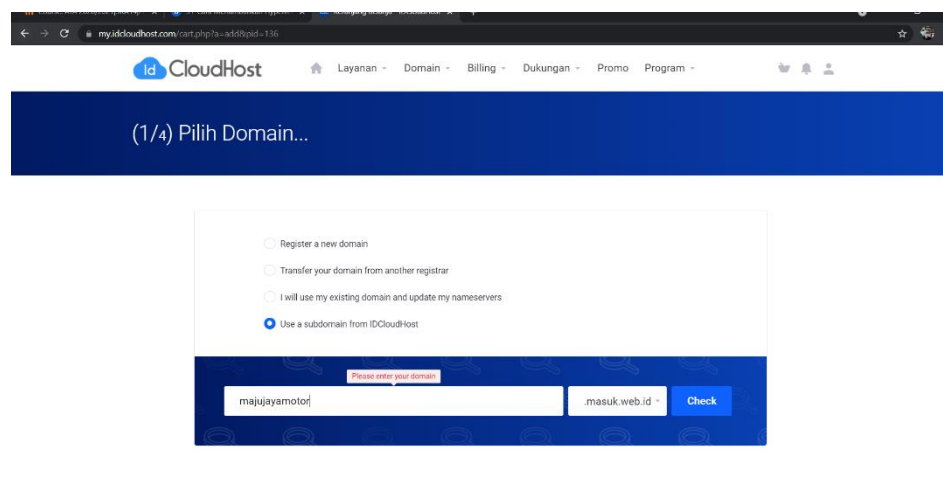 my.idcloudhost.com/cart.php?a=add&pid=136
Id CloudHost
Layanan
Domain
Billing
Dukungan
Promo
Program
(1/4) Pilih Domain...
Register a new domain
Transfer your domain from another registrar
I will use my existing domain and update my nameservers
Use a subdomain from IDCloudHost
Please enter your domain
majujayamotor
.masuk.web.id
Check